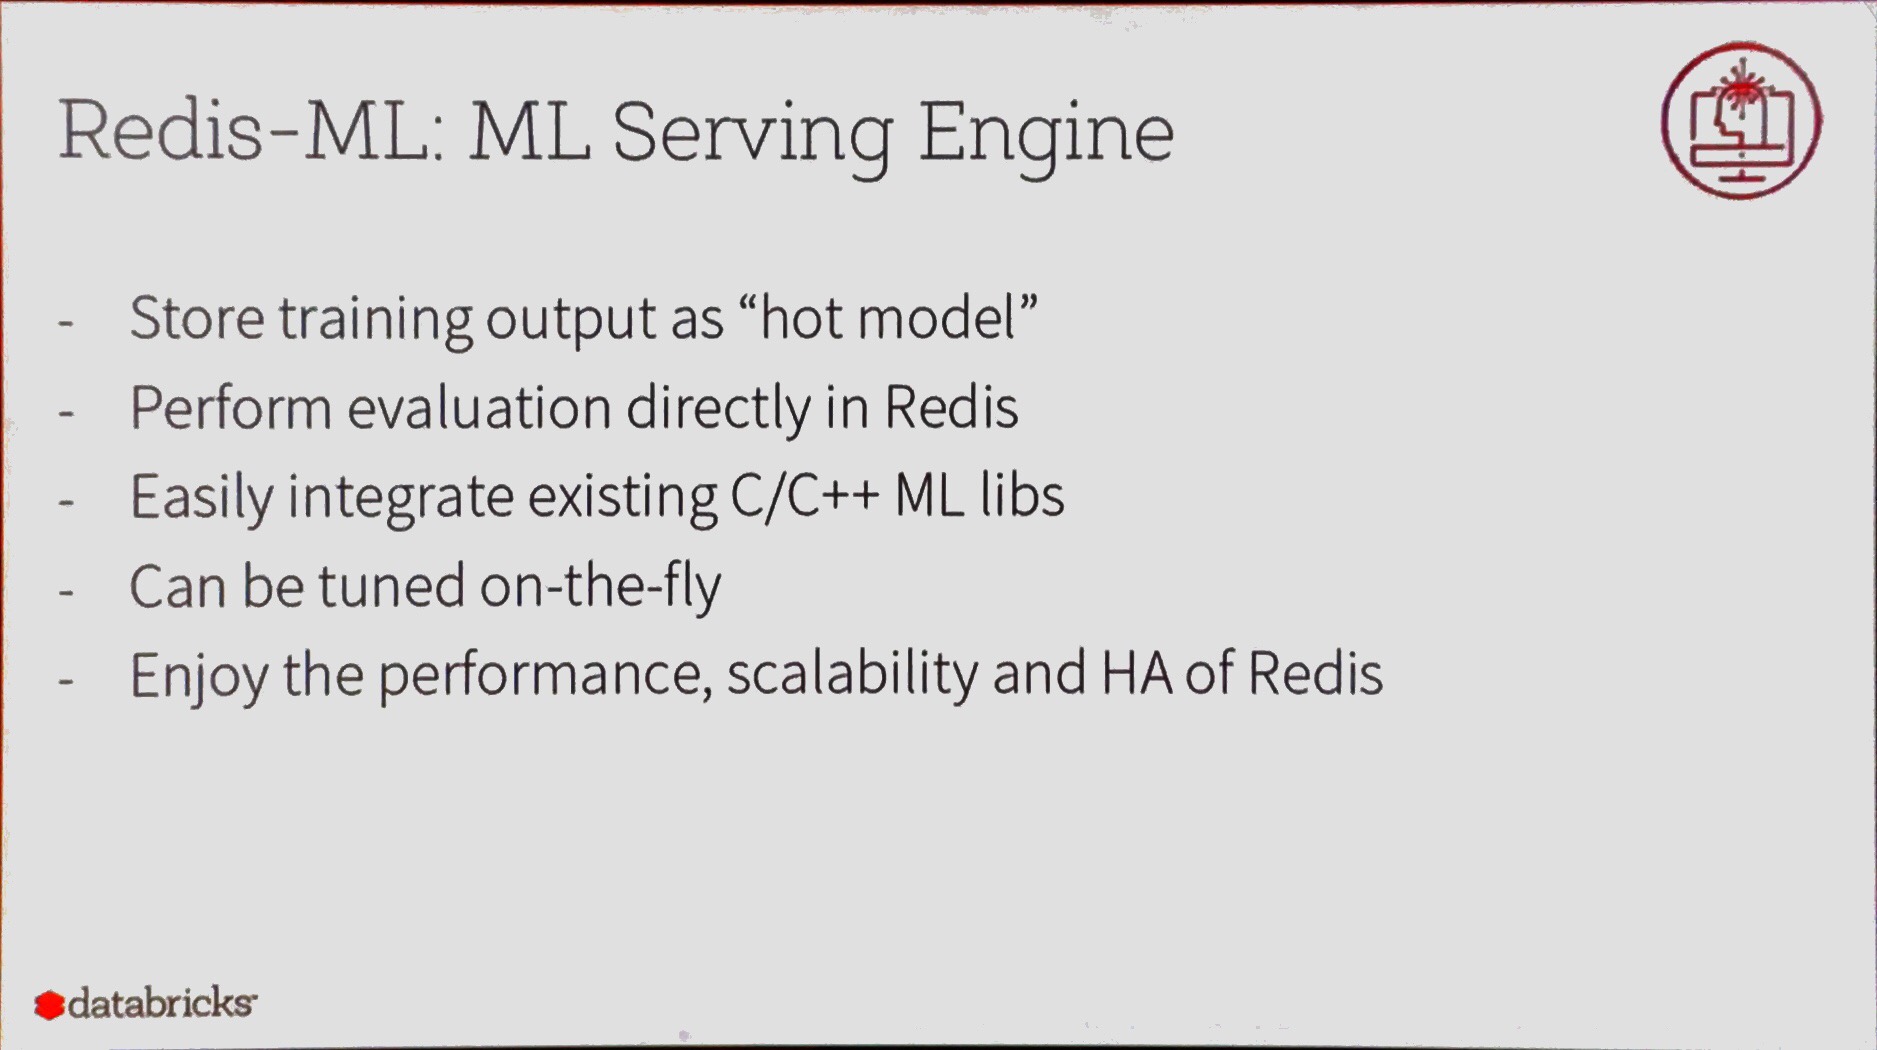 Redis-ML: ML Serving Engine
- Store training output as “hot model”
- Perform evaluation directly in Redis
- Easily integrate existing C/C++ ML libs
- Can be tuned on-the-fly
- Enjoy the performance, scalability and HA of Redis
databricks